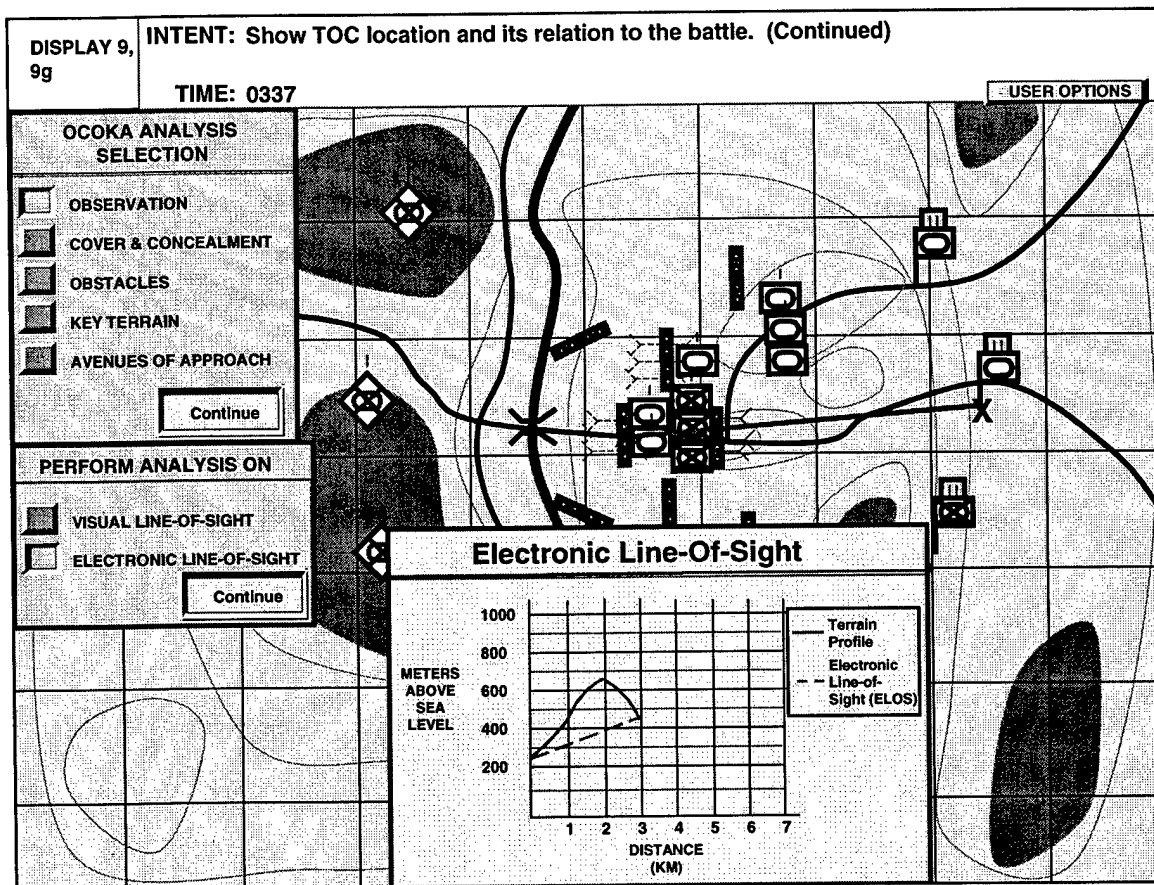 DISPLAY 9,
9g
INTENT: Show TOC location and its relation to the battle. (Continued)
TIME: 0337
USER OPTIONS
OCOKA ANALYSIS
SELECTION
OBSERVATION
COVER & CONCEALMENT
OBSTACLES
KEY TERRAIN
AVENUES OF APPROACH
Continue
PERFORM ANALYSIS ON
VISUAL LINE-OF-SIGHT
ELECTRONIC LINE-OF-SIGHT
Continue
X
Electronic Line-Of-Sight
1000
800
600
400
200
METERS
ABOVE
SEA
LEVEL
1 2 3 4 5 6 7
DISTANCE
(KM)
Terrain
Profile
Electronic
Line-of-
Sight (ELOS)